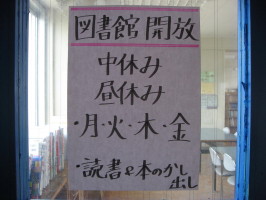 図書館 開放
中休み
昼休み
・月・火・木・金
・読書&本のかし
出し